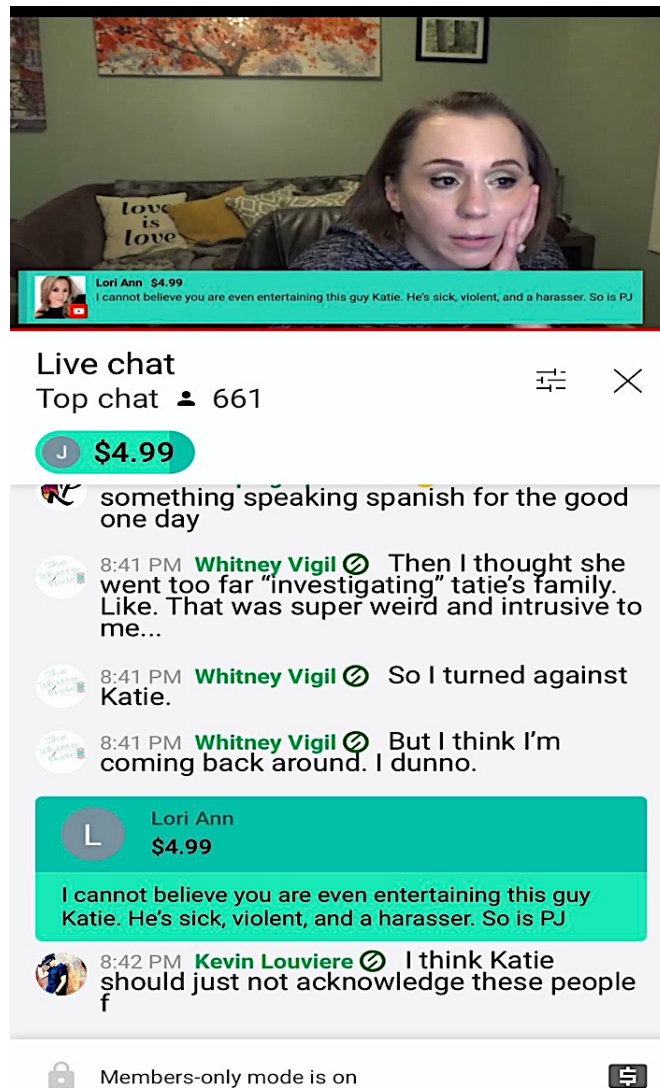 love
is
love
Lori Ann $4.99
I cannot believe you are even entertaining this guy Katie. He's sick, violent, and a harasser. So is PJ
Live chat
Top chat 661
J $4.99
something speaking spanish for the good
one day
8:41 PM Whitney Vigil Then I thought she
went too far “investigating” tatie’s family.
Like. That was super weird and intrusive to
me...
8:41 PM Whitney Vigil So I turned against
Katie.
8:41 PM Whitney Vigil But I think I’m
coming back around. I dunno.
L
Lori Ann
$4.99
I cannot believe you are even entertaining this guy
Katie. He's sick, violent, and a harasser. So is PJ
8:42 PM Kevin Louviere I think Katie
should just not acknowledge these people
f
Members-only mode is on